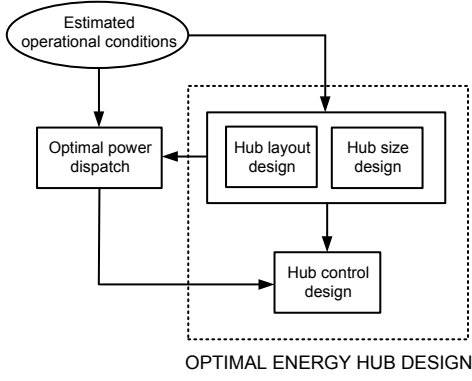 Estimated
operational conditions
Optimal power
dispatch
Hub layout
design
Hub size
design
Hub control
design
OPTIMAL ENERGY HUB DESIGN